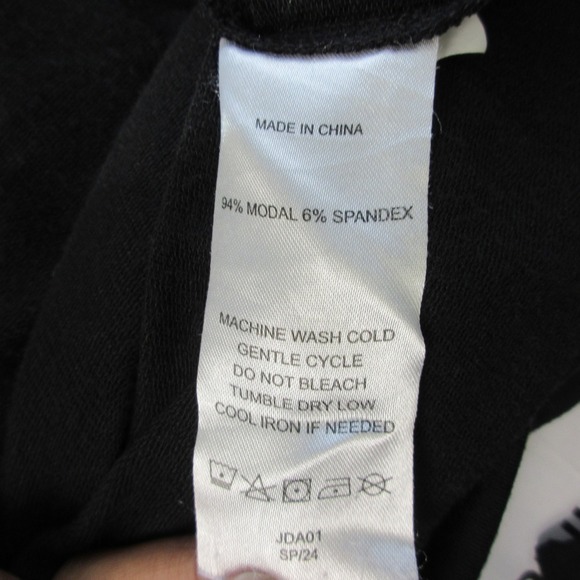 MADE IN CHINA
94% MODAL 6% SPANDEX
MACHINE WASH COLD
GENTLE CYCLE
DO NOT BLEACH
TUMBLE DRY LOW
COOL IRON IF NEEDED
JDA01
SP/24